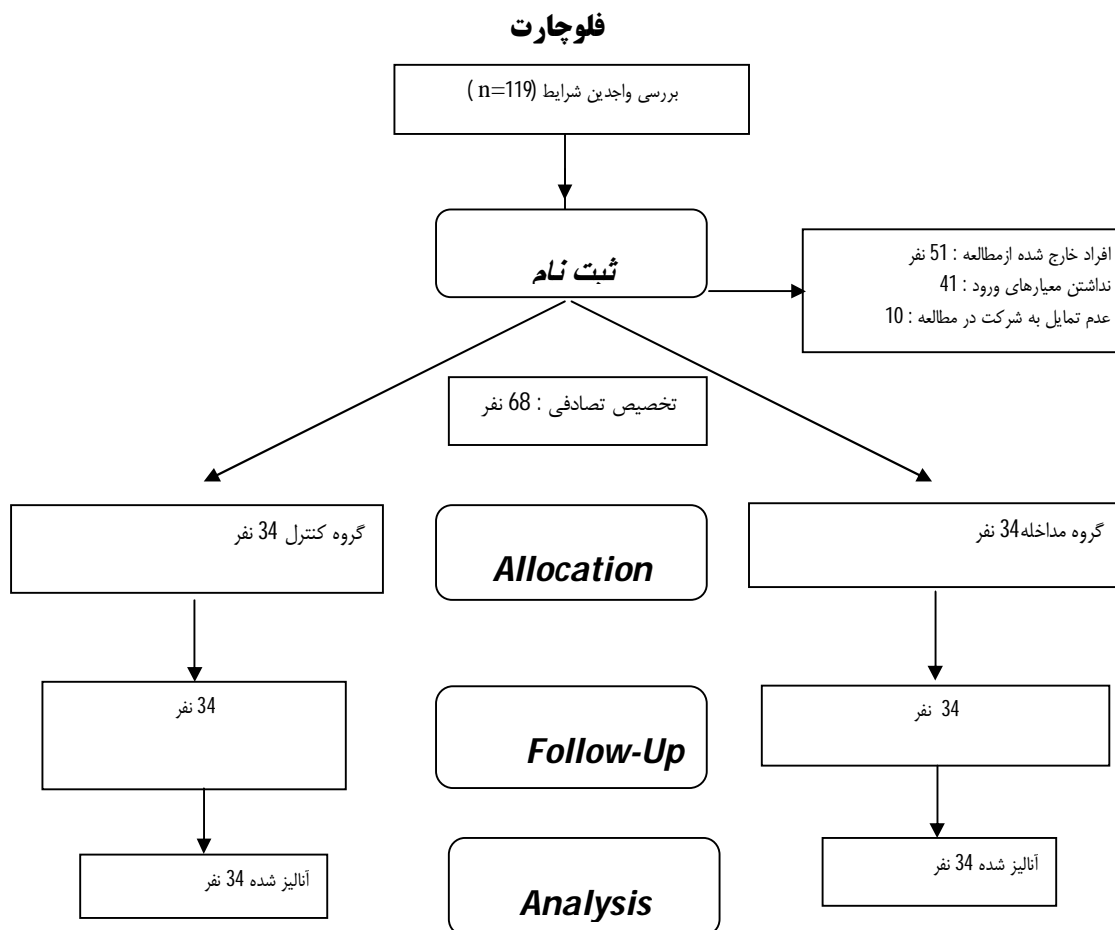 فلوچارت
بررسی واجدین شرایط (n=119 )
ثبت نام
افراد خارج شده ازمطالعه : 51 نفر
نداشتن معیارهای ورود : 41
عدم تمایل به شرکت در مطالعه : 10
تخصیص تصادفی : 68 نفر
گروه مداخله34 نفر
Allocation
گروه کنترل 34 نفر
34 نفر
Follow-Up
34 نفر
آنالیز شده 34 نفر
Analysis
آنالیز شده 34 نفر